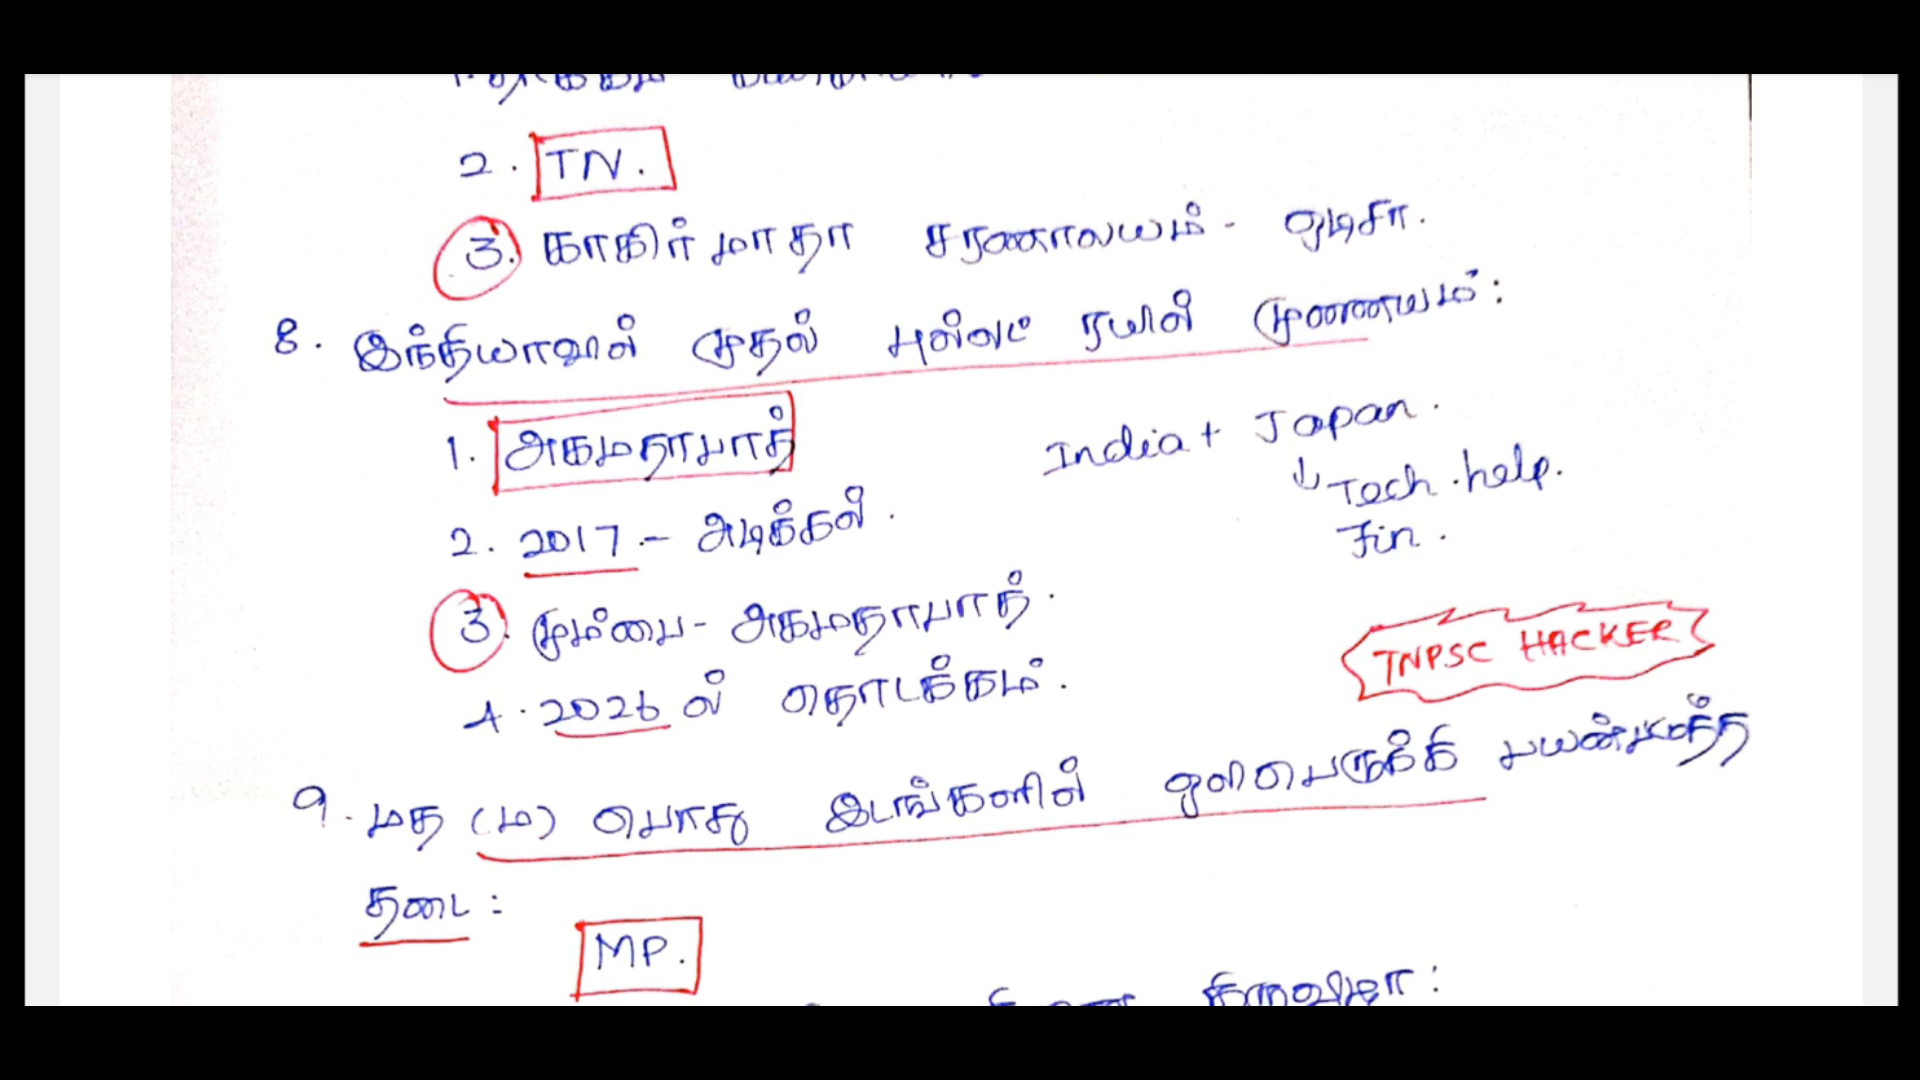 2. TN.
3. காகிர்மாதா சரணாலயம் - ஒடிசா.
8. இந்தியாவின் முதல் புல்லட் ரயில் முணையம் :
1. அகமதாபாத்
India + Japan.
↓ Tech. help.
2. 2017 - அடிக்கல்.
Fin.
3. மும்பை - அகமதாபாத்.
TNPSC HACKER
4. 2026 ல் தொடக்கம்.
9. மத (ம) பொது இடங்களில் ஒலிபெருக்கி பயன்படுத்த
தடை :
MP.
திருவிழா :